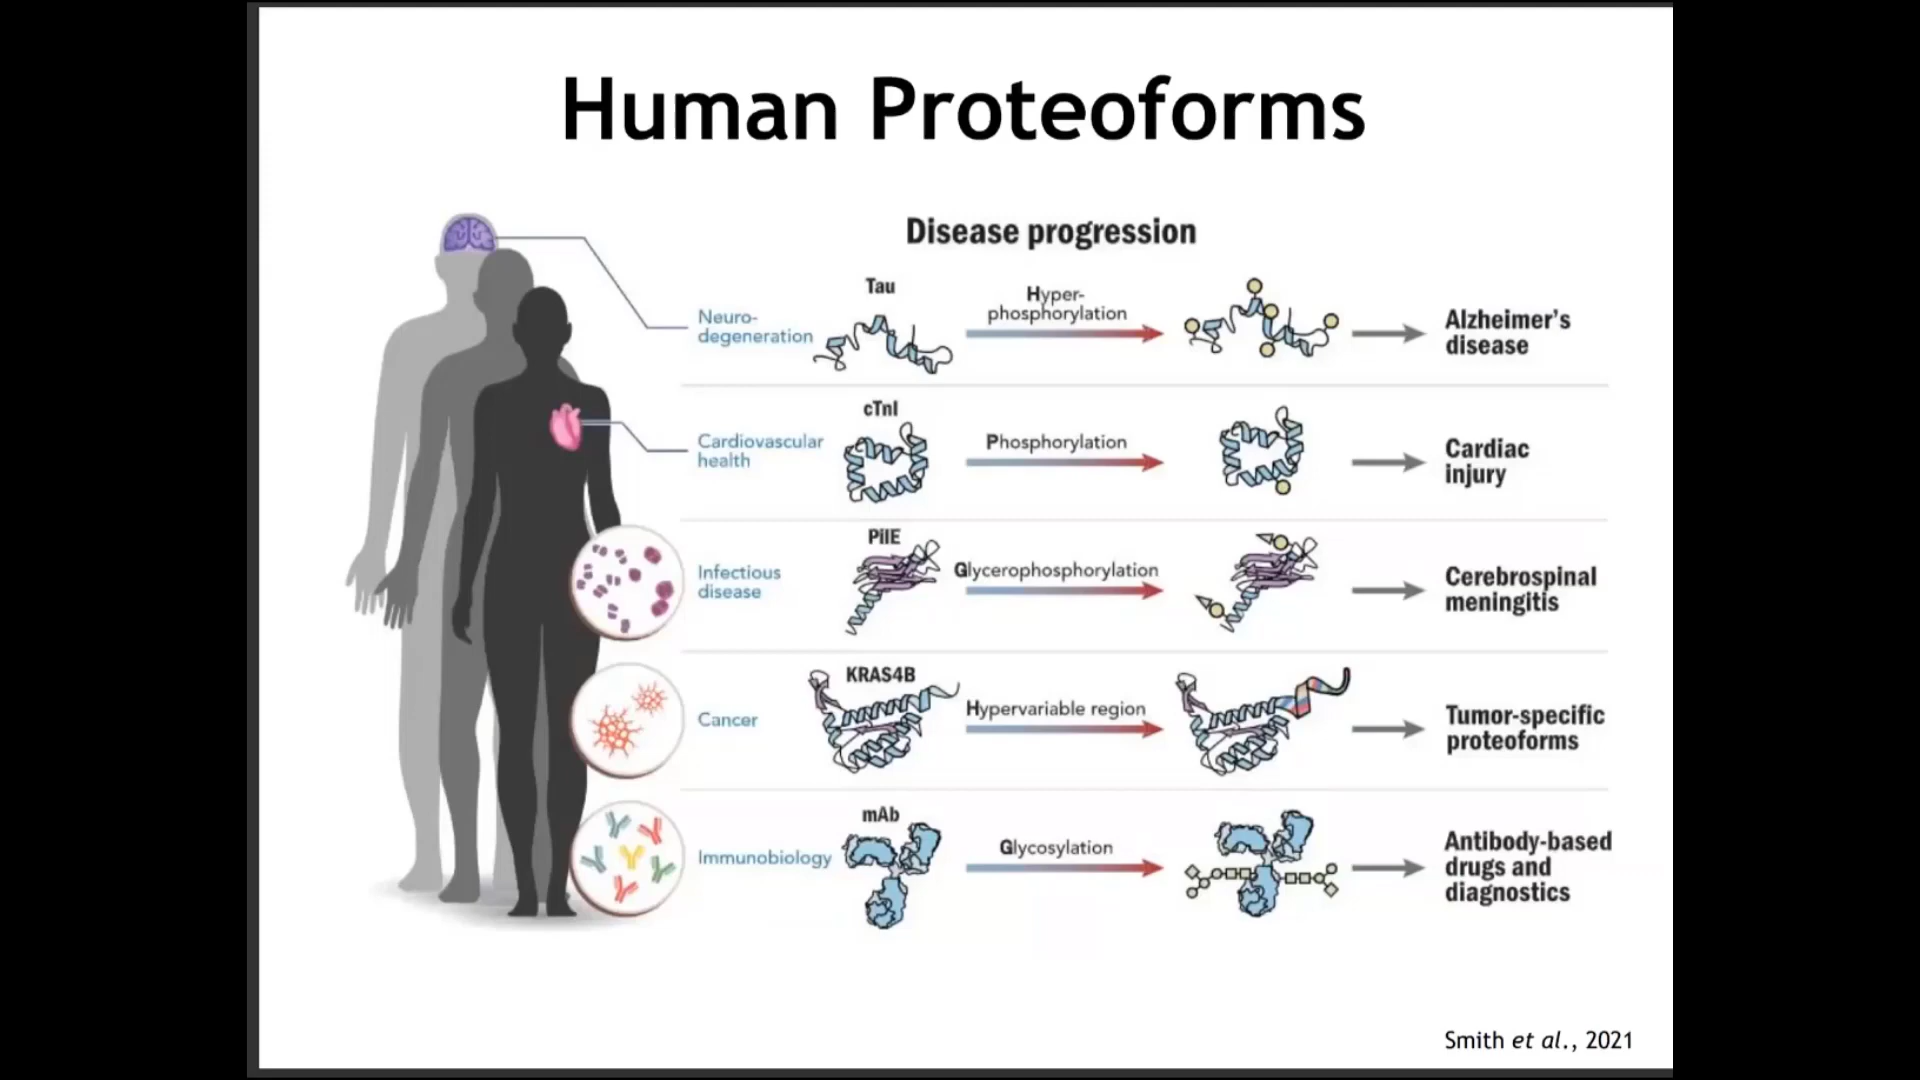 Human Proteoforms
Disease progression
Neuro-
degeneration
Tau
Hyper-
phosphorylation
Alzheimer's
disease
Cardiovascular
health
cTnI
Phosphorylation
Cardiac
injury
Infectious
disease
PilE
Glycerophosphorylation
Cerebrospinal
meningitis
Cancer
KRAS4B
Hypervariable region
Tumor-specific
proteoforms
Immunobiology
mAb
Glycosylation
Antibody-based
drugs and
diagnostics
Smith et al., 2021